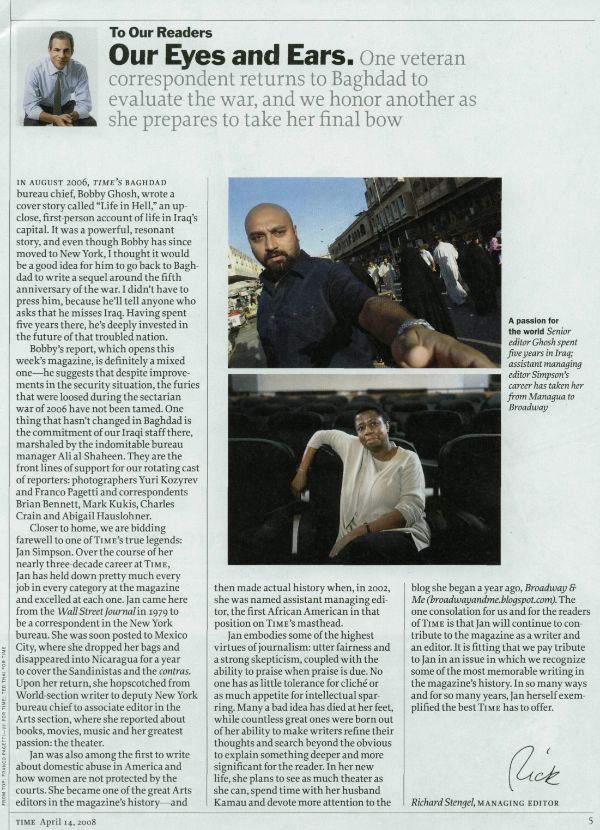 To Our Readers
Our Eyes and Ears. One veteran
correspondent returns to Baghdad to
evaluate the war, and we honor another as
she prepares to take her final bow
IN AUGUST 2006, TIME'S BAGHDAD
bureau chief, Bobby Ghosh, wrote a
cover story called “Life in Hell,” an up-
close, first-person account of life in Iraq’s
capital. It was a powerful, resonant
story, and even though Bobby has since
moved to New York, I thought it would
be a good idea for him to go back to Bagh-
dad to write a sequel around the fifth
anniversary of the war. I didn’t have to
press him, because he’ll tell anyone who
asks that he misses Iraq. Having spent
five years there, he’s deeply invested in
the future of that troubled nation.
Bobby’s report, which opens this
week’s magazine, is definitely a mixed
one—he suggests that despite improve-
ments in the security situation, the furies
that were loosed during the sectarian
war of 2006 have not been tamed. One
thing that hasn’t changed in Baghdad is
the commitment of our Iraqi staff there,
marshaled by the indomitable bureau
manager Ali al-Shaheen. They are the
front lines of support for our rotating cast
of reporters: photographers Yuri Kozyrev
and Franco Pagetti and correspondents
Brian Bennett, Mark Kukis, Charles
Crain and Abigail Hauslohner.
Closer to home, we are bidding
farewell to one of TIME’s true legends:
Jan Simpson. Over the course of her
nearly three-decade career at TIME,
Jan has held down pretty much every
job in every category at the magazine
and excelled at each one. Jan came here
from the Wall Street Journal in 1979 to
be a correspondent in the New York
bureau. She was soon posted to Mexico
City, where she dropped her bags and
disappeared into Nicaragua for a year
to cover the Sandinistas and the contras.
Upon her return, she hopscotched from
World-section writer to deputy New York
bureau chief to associate editor in the
Arts section, where she reported about
books, movies, music and her greatest
passion: the theater.
Jan was also among the first to write
about domestic abuse in America and
how women are not protected by the
courts. She became one of the great Arts
editors in the magazine’s history—and
then made actual history when, in 2002,
she was named assistant managing edi-
tor, the first African American in that
position on TIME’s masthead.
Jan embodies some of the highest
virtues of journalism: utter fairness and
a strong skepticism, coupled with the
ability to praise when praise is due. No
one has as little tolerance for cliché or
as much appetite for intellectual spar-
ring. Many a bad idea has died at her feet,
while countless great ones were born out
of her ability to make writers refine their
thoughts and search beyond the obvious
to explain something deeper and more
significant for the reader. In her new
life, she plans to see as much theater as
she can, spend time with her husband
Kamau and devote more attention to the
blog she began a year ago, Broadway &
Me (broadwayandme.blogspot.com). The
one consolation for us and for the readers
of TIME is that Jan will continue to con-
tribute to the magazine as a writer and
an editor. It is fitting that we pay tribute
to Jan in an issue in which we recognize
some of the most memorable writing in
the magazine’s history. In so many ways
and for so many years, Jan herself exem-
plified the best TIME has to offer.
Rick
Richard Stengel, MANAGING EDITOR
A passion for
the world Senior
editor Ghosh spent
five years in Iraq;
assistant managing
editor Simpson’s
career has taken her
from Managua to
Broadway
FROM TOP: FRANCO PAGETTI—VII FOR TIME; TED THAI FOR TIME
TIME April 14, 2008
5